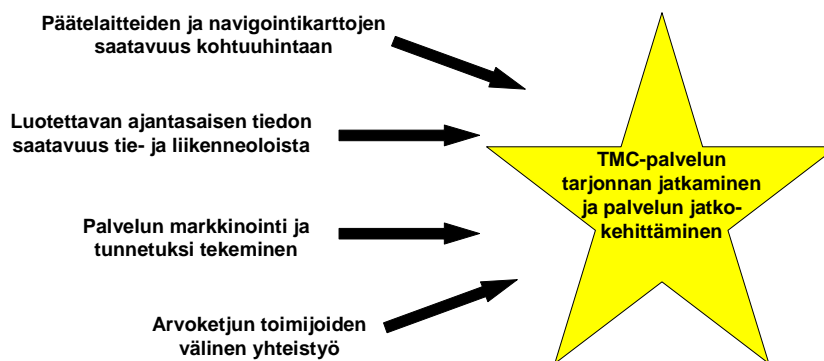 Päätelaitteiden ja navigointikarttojen
saatavuus kohtuuhintaan
Luotettavan ajantasaisen tiedon
saatavuus tie- ja liikenneoloista
Palvelun markkinointi ja
tunnetuksi tekeminen
Arvoketjun toimijoiden
välinen yhteistyö
TMC-palvelun
tarjonnan jatkaminen
ja palvelun jatko-
kehittäminen